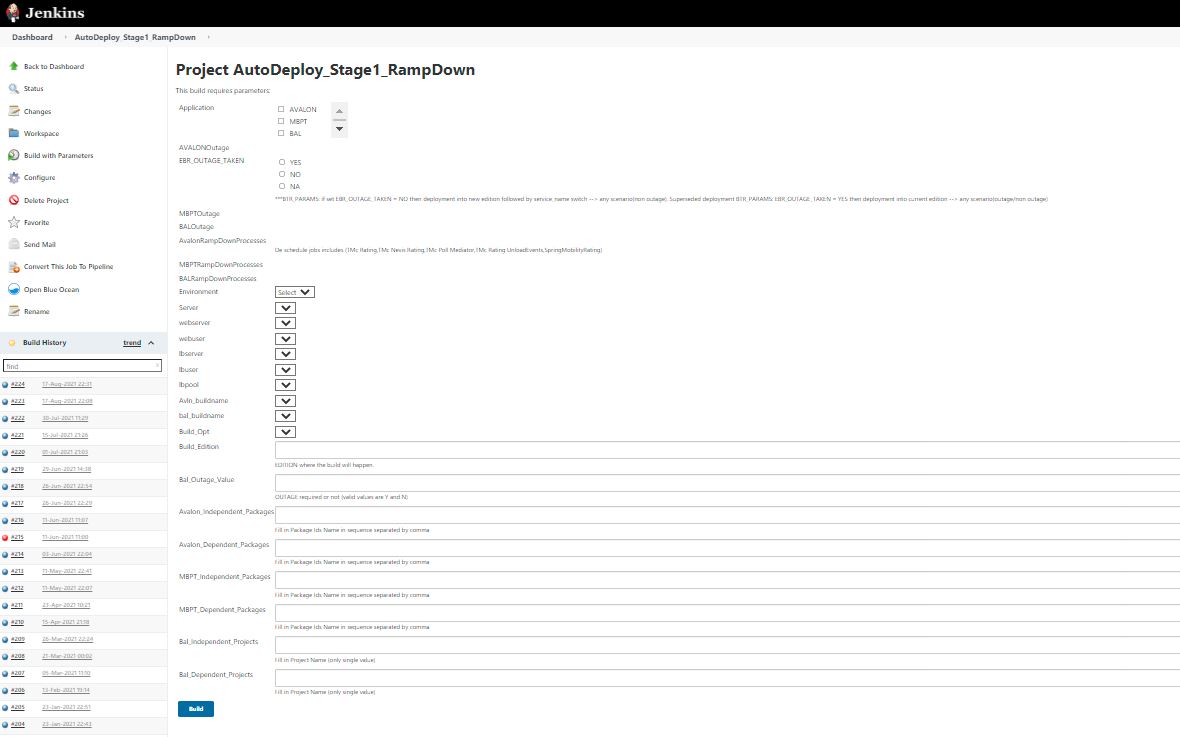 Jenkins
Dashboard
AutoDeploy_Stage1_RampDown
Back to Dashboard
Status
Changes
Workspace
Build with Parameters
Configure
Delete Project
Favorite
Send Mail
Convert This Job To Pipeline
Open Blue Ocean
Rename
Build History
trend
find
#224 17-Aug-2021 22:31
#223 17-Aug-2021 22:08
#222 30-Jul-2021 11:29
#221 15-Jul-2021 21:26
#220 01-Jul-2021 21:03
#219 29-Jun-2021 14:38
#218 26-Jun-2021 22:54
#217 26-Jun-2021 22:29
#216 11-Jun-2021 11:07
#215 11-Jun-2021 11:00
#214 03-Jun-2021 22:04
#213 11-May-2021 22:41
#212 11-May-2021 22:07
#211 23-Apr-2021 10:21
#210 15-Apr-2021 21:18
#209 26-Mar-2021 22:24
#208 21-Mar-2021 00:02
#207 05-Mar-2021 11:10
#206 13-Feb-2021 19:14
#205 23-Jan-2021 22:51
#204 23-Jan-2021 22:43
Project AutoDeploy_Stage1_RampDown
This build requires parameters:
Application
AVALON
MBPT
BAL
AVALONOutage
EBR_OUTAGE_TAKEN
YES
NO
NA
***BTR_PARAMS: if set EBR_OUTAGE_TAKEN = NO then deployment into new edition followed by service_name switch --> any scenario(non outage). Superseded deployment BTR_PARAMS: EBR_OUTAGE_TAKEN = YES then deployment into current edition --> any scenario(outage/non outage)
MBPTOutage
BALOutage
AvalonRampDownProcesses
De schedule jobs includes (TMc Rating,TMc Nevis Rating,TMc Poll Mediator,TMc Rating UnloadEvents,SpringMobilityRating)
MBPTRampDownProcesses
BALRampDownProcesses
Environment
Select
Server
webserver
webuser
lbserver
lbuser
lbpool
Avln_buildname
bal_buildname
Build_Opt
Build_Edition
EDITION where the build will happen.
Bal_Outage_Value
OUTAGE required or not (valid values are Y and N)
Avalon_Independent_Packages
Fill in Package Ids Name in sequence separated by comma
Avalon_Dependent_Packages
Fill in Package Ids Name in sequence separated by comma
MBPT_Independent_Packages
Fill in Package Ids Name in sequence separated by comma
MBPT_Dependent_Packages
Fill in Package Ids Name in sequence separated by comma
Bal_Independent_Projects
Fill in Project Name (only single value)
Bal_Dependent_Projects
Fill in Project Name (only single value)
Build